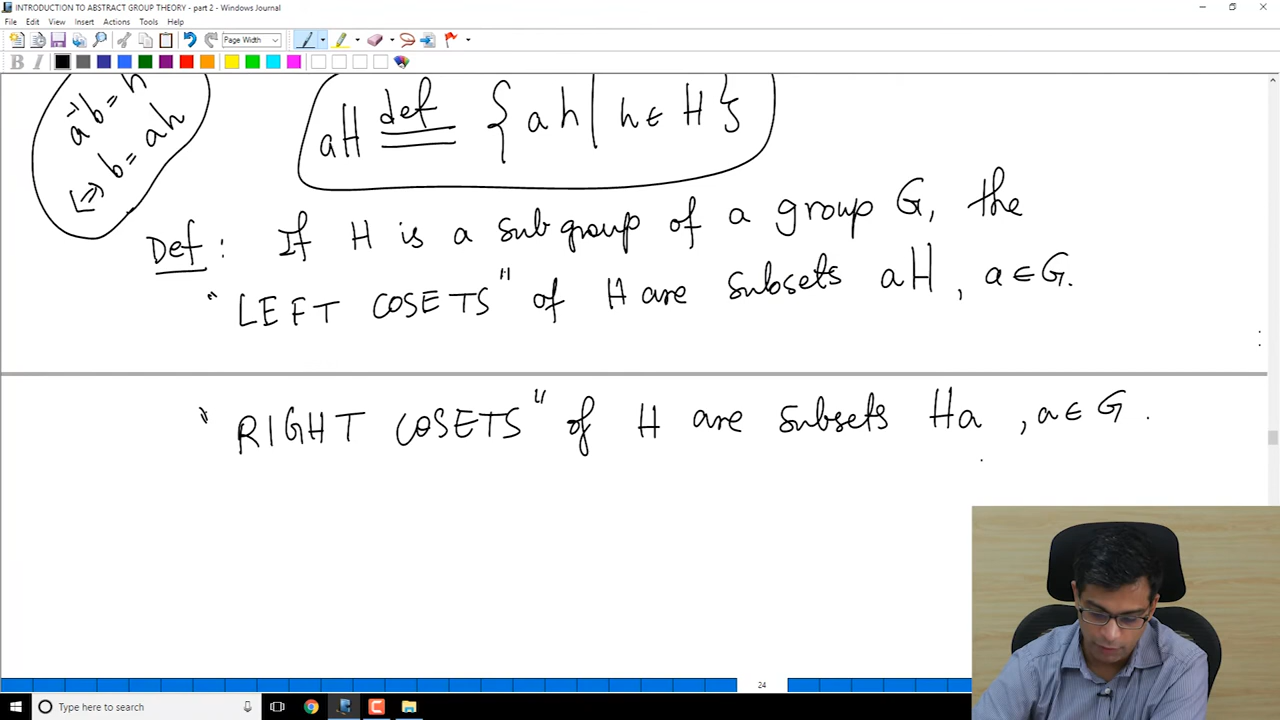 INTRODUCTION TO ABSTRACT GROUP THEORY - part 2 - Windows Journal
File Edit View Insert Actions Tools Help
Page Width
B I
a⁻¹b = h
⟺ b = ah
aH def { ah | h ∈ H }
Def : If H is a subgroup of a group G, the
"LEFT COSETS" of H are subsets aH, a ∈ G.
"RIGHT COSETS" of H are subsets Ha, a ∈ G.
24
Type here to search